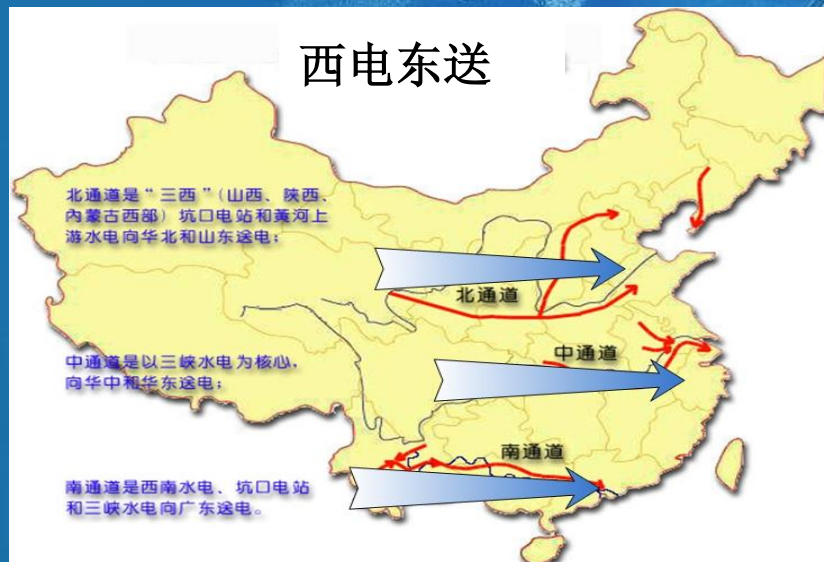 西电东送
北通道是“三西”(山西、陕西、
内蒙古西部）坑口电站和黄河上
游水电向华北和山东送电；
北通道
中通道是以三峡水电为核心，
向华中和华东送电；
中通道
南通道
南通道是西南水电、坑口电站
和三峡水电向广东送电。